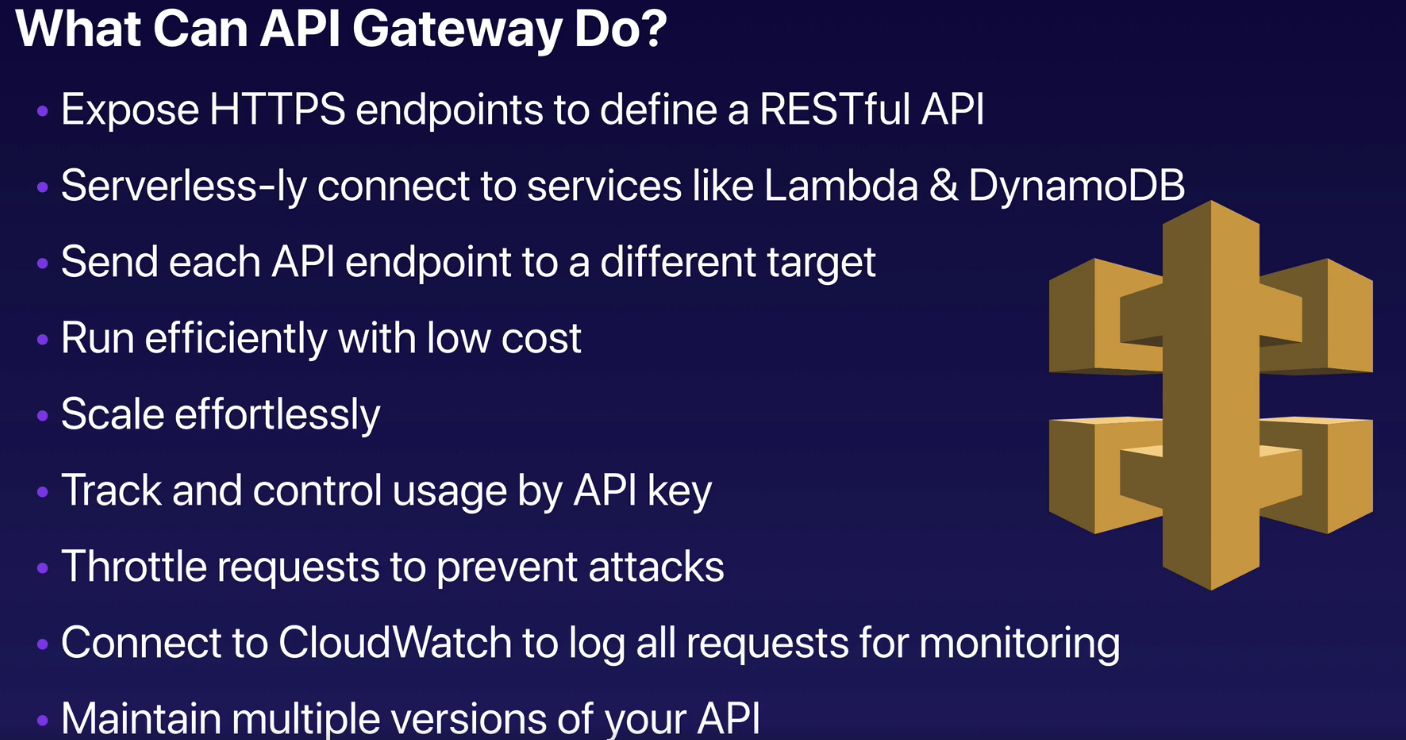 What Can API Gateway Do?
• Expose HTTPS endpoints to define a RESTful API
• Serverless-ly connect to services like Lambda & DynamoDB
• Send each API endpoint to a different target
• Run efficiently with low cost
• Scale effortlessly
• Track and control usage by API key
• Throttle requests to prevent attacks
• Connect to CloudWatch to log all requests for monitoring
• Maintain multiple versions of your API